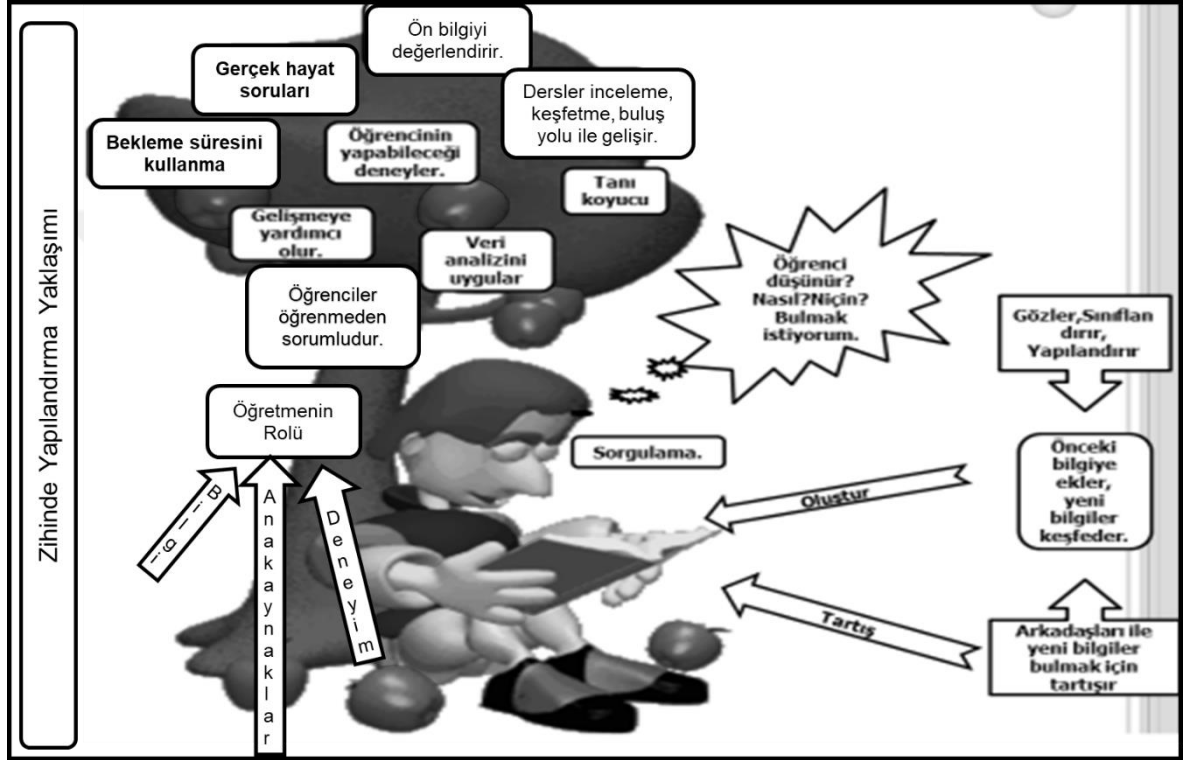 Zihinde Yapılandırma Yaklaşımı
Ön bilgiyi
değerlendirir.
Gerçek hayat
soruları
Dersler inceleme,
keşfetme, buluş
yolu ile gelişir.
Bekleme süresini
kullanma
Öğrencinin
yapabileceği
deneyler.
Tanı
koyucu
Gelişmeye
yardımcı
olur.
Veri
analizini
uygular
Öğrenciler
öğrenmeden
sorumludur.
Öğretmenin
Rolü
Bilgi
Anakaynaklar
Deneyim
Öğrenci
düşünür?
Nasıl?Niçin?
Bulmak
istiyorum.
Sorgulama.
Gözler,Sınıflan
dırır,
Yapılandırır
Önceki
bilgiye
ekler,
yeni
bilgiler
keşfeder.
Oluştur
Tartış
Arkadaşları ile
yeni bilgiler
bulmak için
tartışır